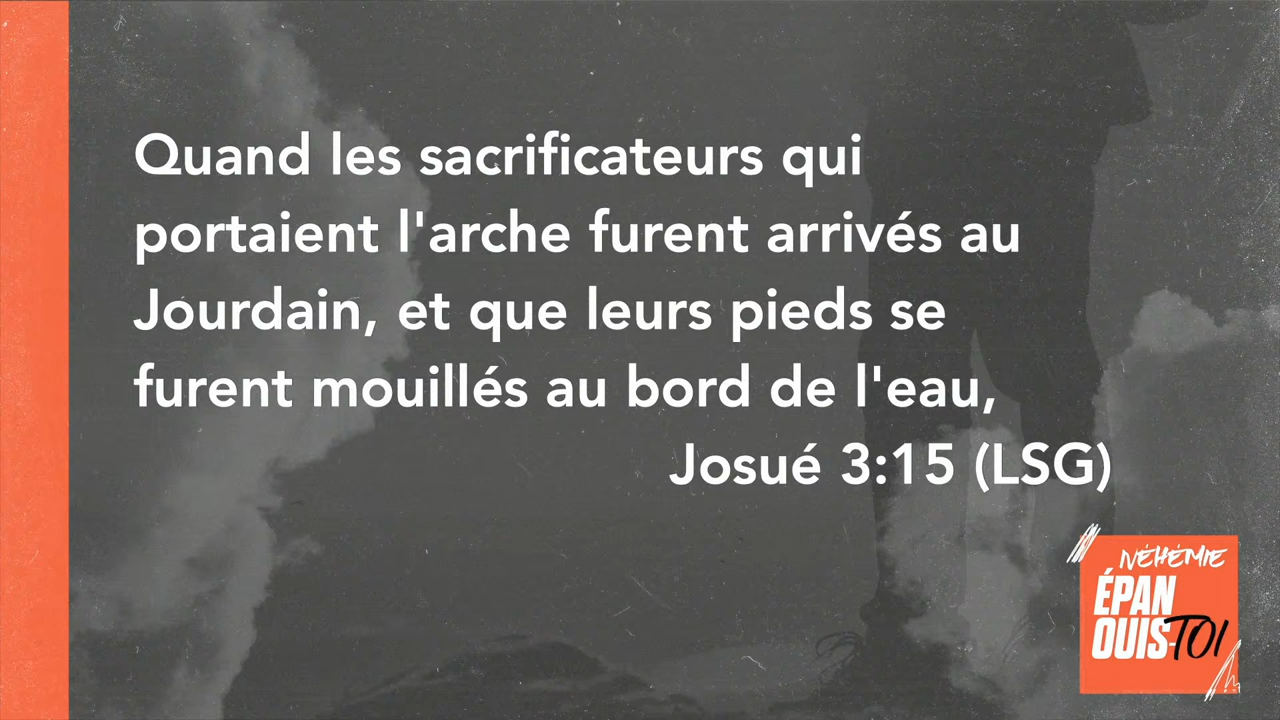 Quand les sacrificateurs qui
portaient l'arche furent arrivés au
Jourdain, et que leurs pieds se
furent mouillés au bord de l'eau,
Josué 3:15 (LSG)
NÉHÉMIE
ÉPAN
OUIS-TOI